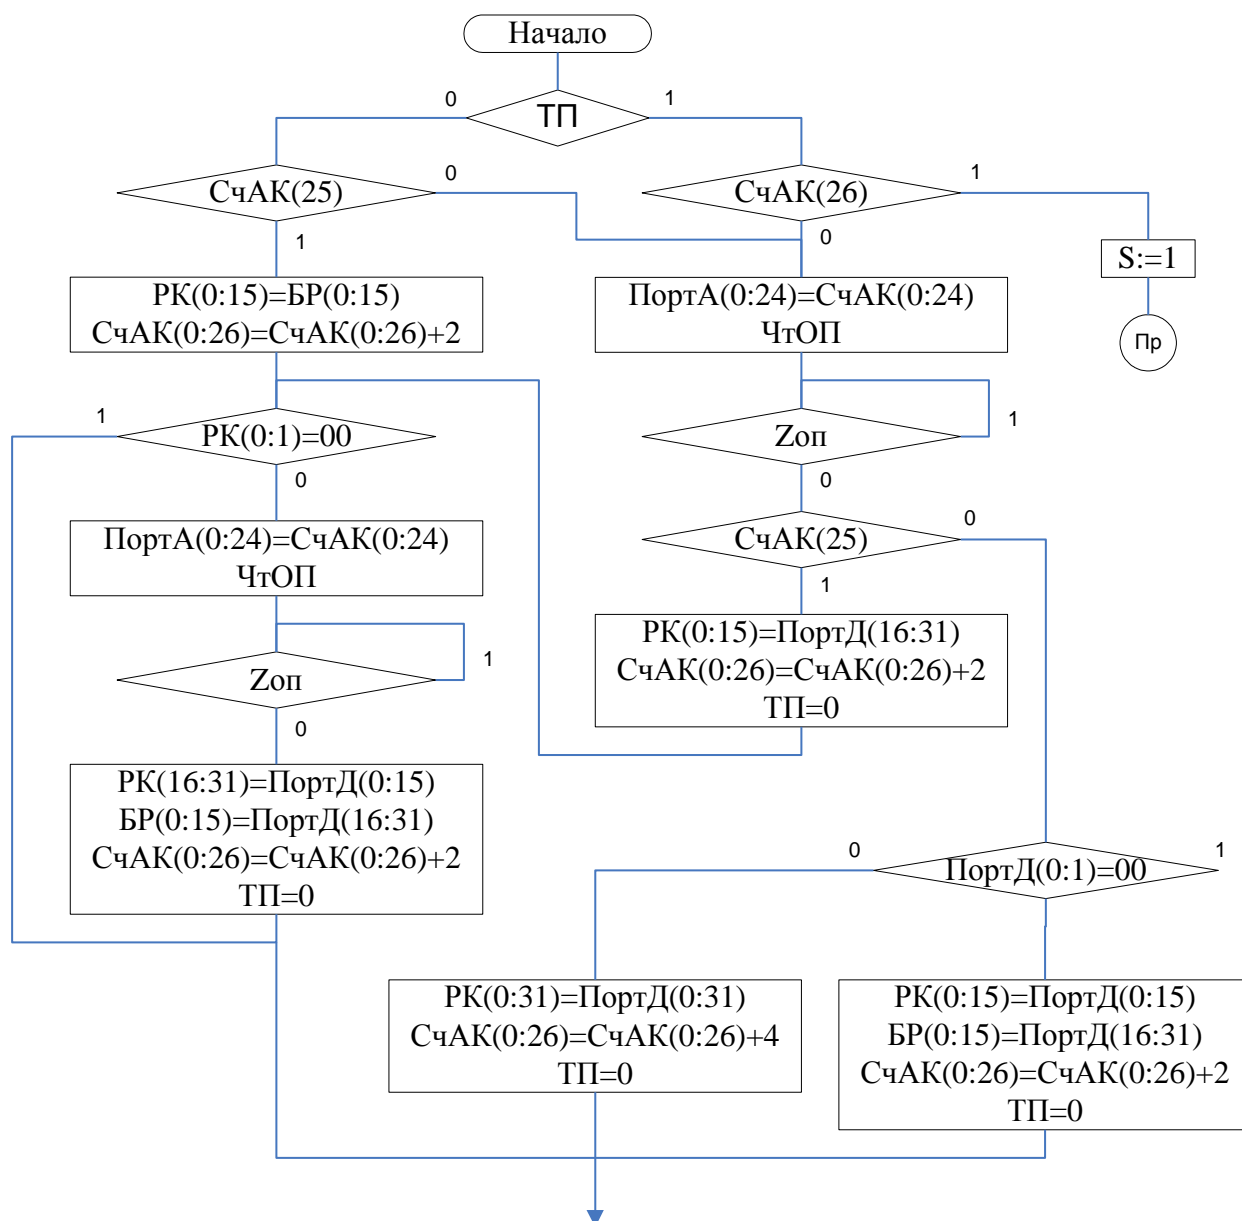 Начало
0
ТП
1
СчАК(25)
0
СчАК(26)
1
1
0
S:=1
РК(0:15)=БР(0:15)
СчАК(0:26)=СчАК(0:26)+2
ПортА(0:24)=СчАК(0:24)
ЧтОП
Пр
1
РК(0:1)=00
0
Zоп
1
0
ПортА(0:24)=СчАК(0:24)
ЧтОП
СчАК(25)
0
1
Zоп
1
0
РК(0:15)=ПортД(16:31)
СчАК(0:26)=СчАК(0:26)+2
ТП=0
РК(16:31)=ПортД(0:15)
БР(0:15)=ПортД(16:31)
СчАК(0:26)=СчАК(0:26)+2
ТП=0
0
ПортД(0:1)=00
1
РК(0:31)=ПортД(0:31)
СчАК(0:26)=СчАК(0:26)+4
ТП=0
РК(0:15)=ПортД(0:15)
БР(0:15)=ПортД(16:31)
СчАК(0:26)=СчАК(0:26)+2
ТП=0